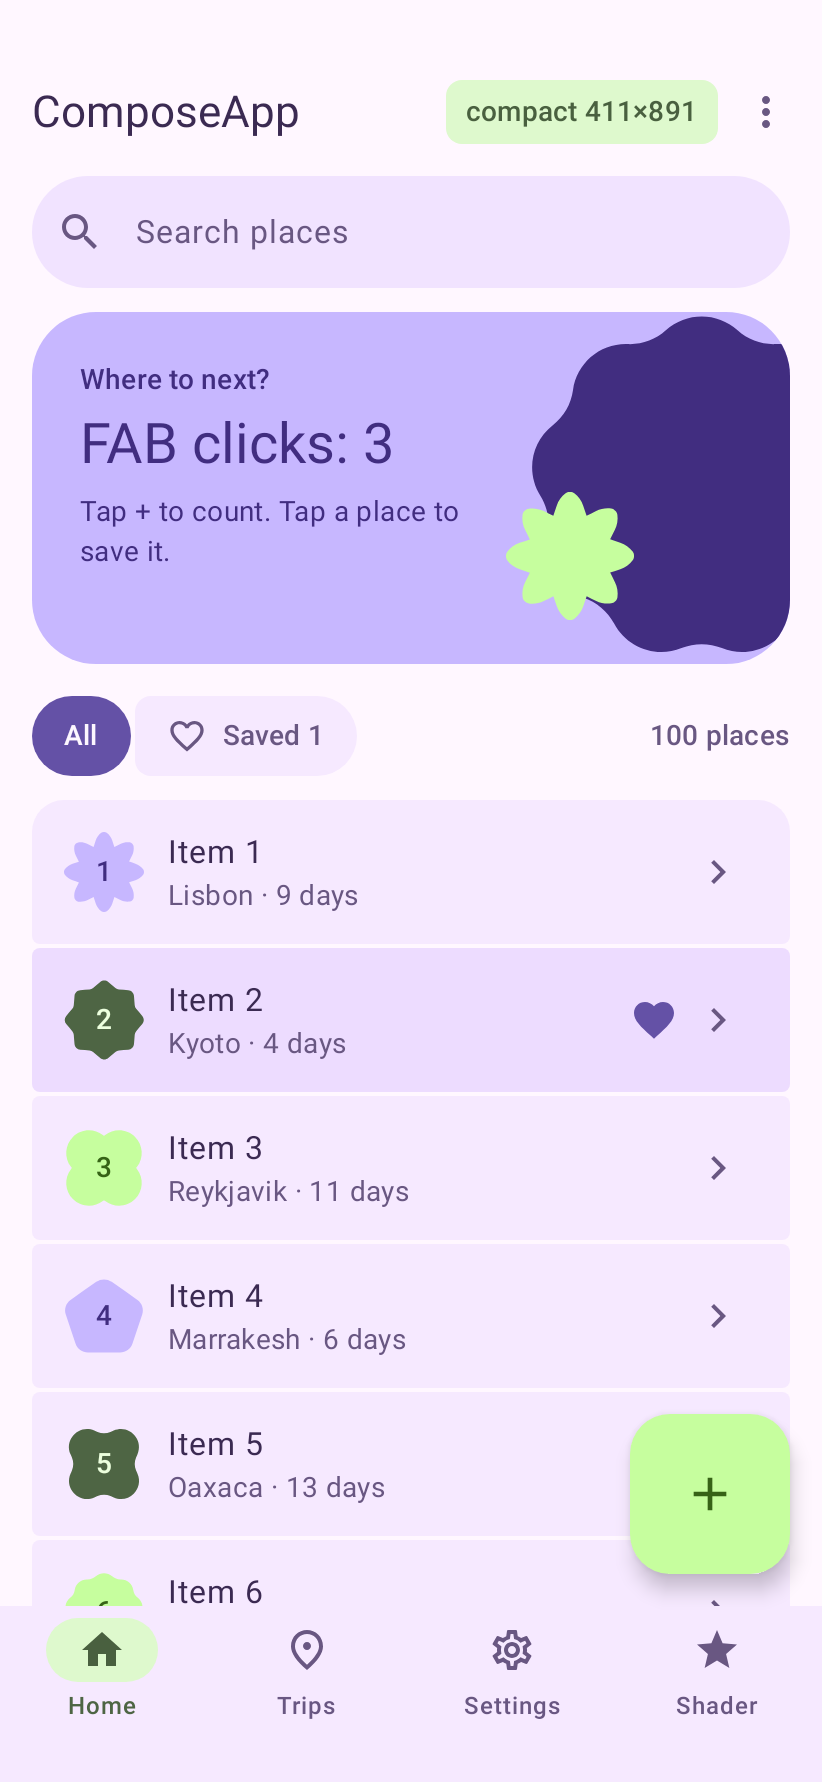 ComposeApp
compact 411×891
Search places
Where to next?
FAB clicks: 3
Tap + to count. Tap a place to
save it.
All
Saved 1
100 places
1
Item 1
Lisbon · 9 days
2
Item 2
Kyoto · 4 days
3
Item 3
Reykjavik · 11 days
4
Item 4
Marrakesh · 6 days
5
Item 5
Oaxaca · 13 days
Item 6
Home
Trips
Settings
Shader